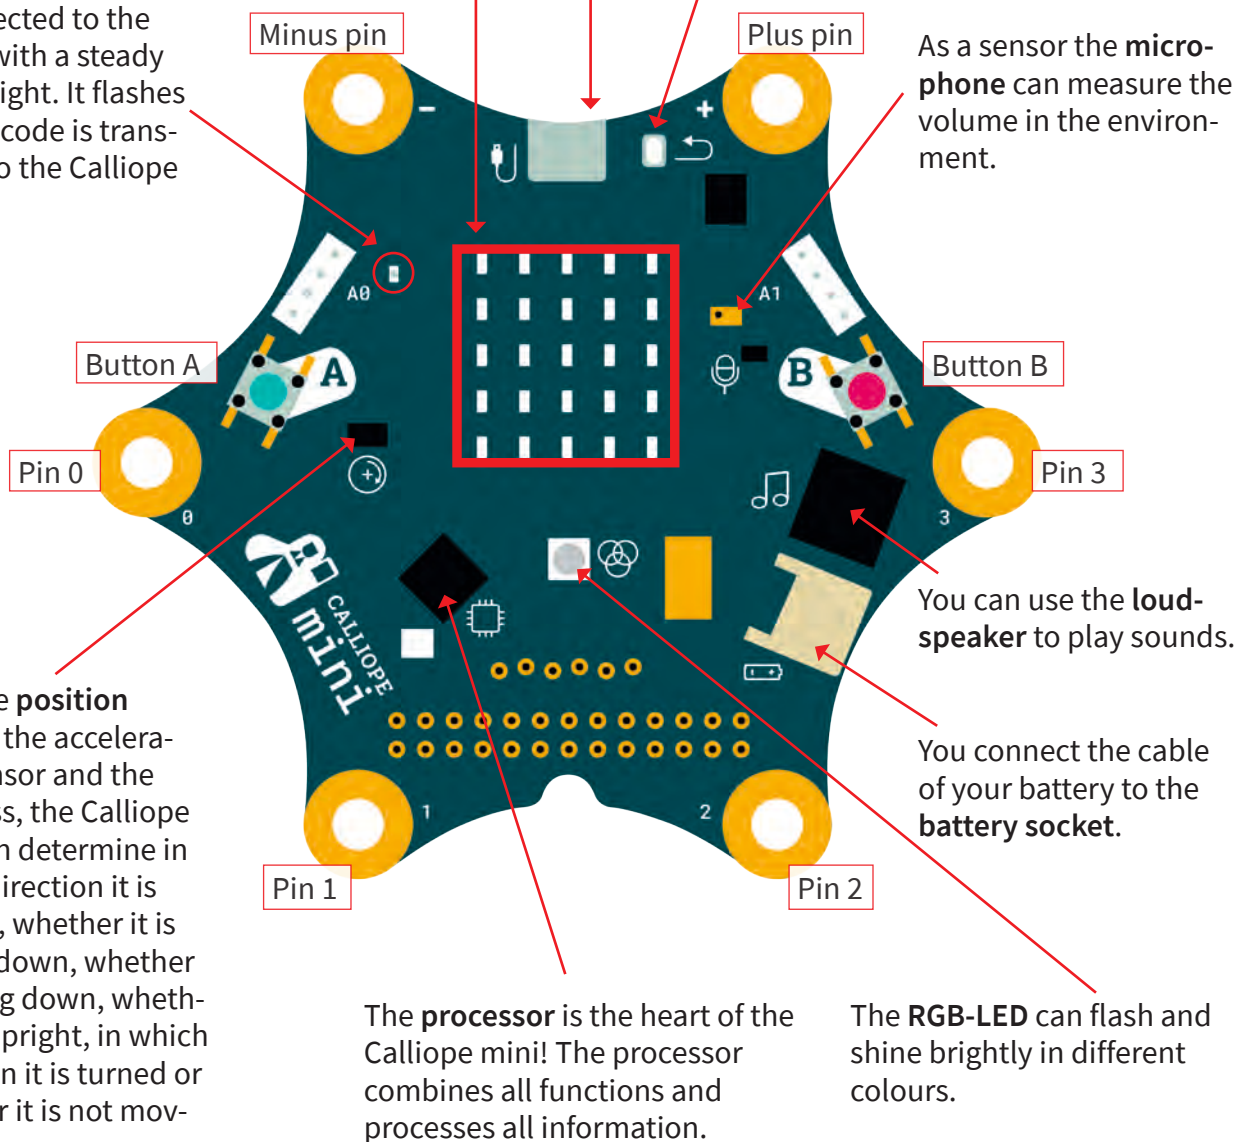 ected to the
with a steady
ight. It flashes
code is trans-
o the Calliope
Minus pin
Plus pin
As a sensor the micro-
phone can measure the
volume in the environ-
ment.
-
+
A0
A1
Button A
A
B
Button B
Pin 0
0
3
Pin 3
CALLIOPE
mini
You can use the loud-
speaker to play sounds.
e position
the accelera-
nsor and the
ss, the Calliope
n determine in
irection it is
, whether it is
down, whether
g down, wheth-
pright, in which
n it is turned or
r it is not mov-
You connect the cable
of your battery to the
battery socket.
1
2
Pin 1
Pin 2
The processor is the heart of the
Calliope mini! The processor
combines all functions and
processes all information.
The RGB-LED can flash and
shine brightly in different
colours.